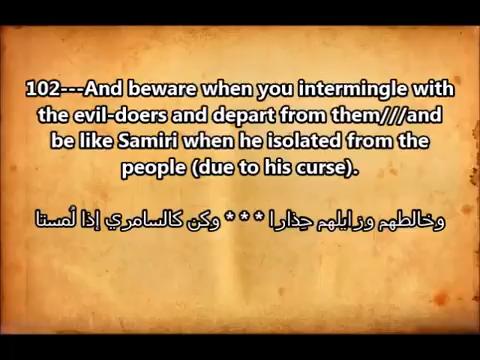 102---And beware when you intermingle with
the evil-doers and depart from them///and
be like Samiri when he isolated from the
people (due to his curse).
وخالطهم وزايلهم حِذارا * * * وكن كالسامري إذا لُمستا